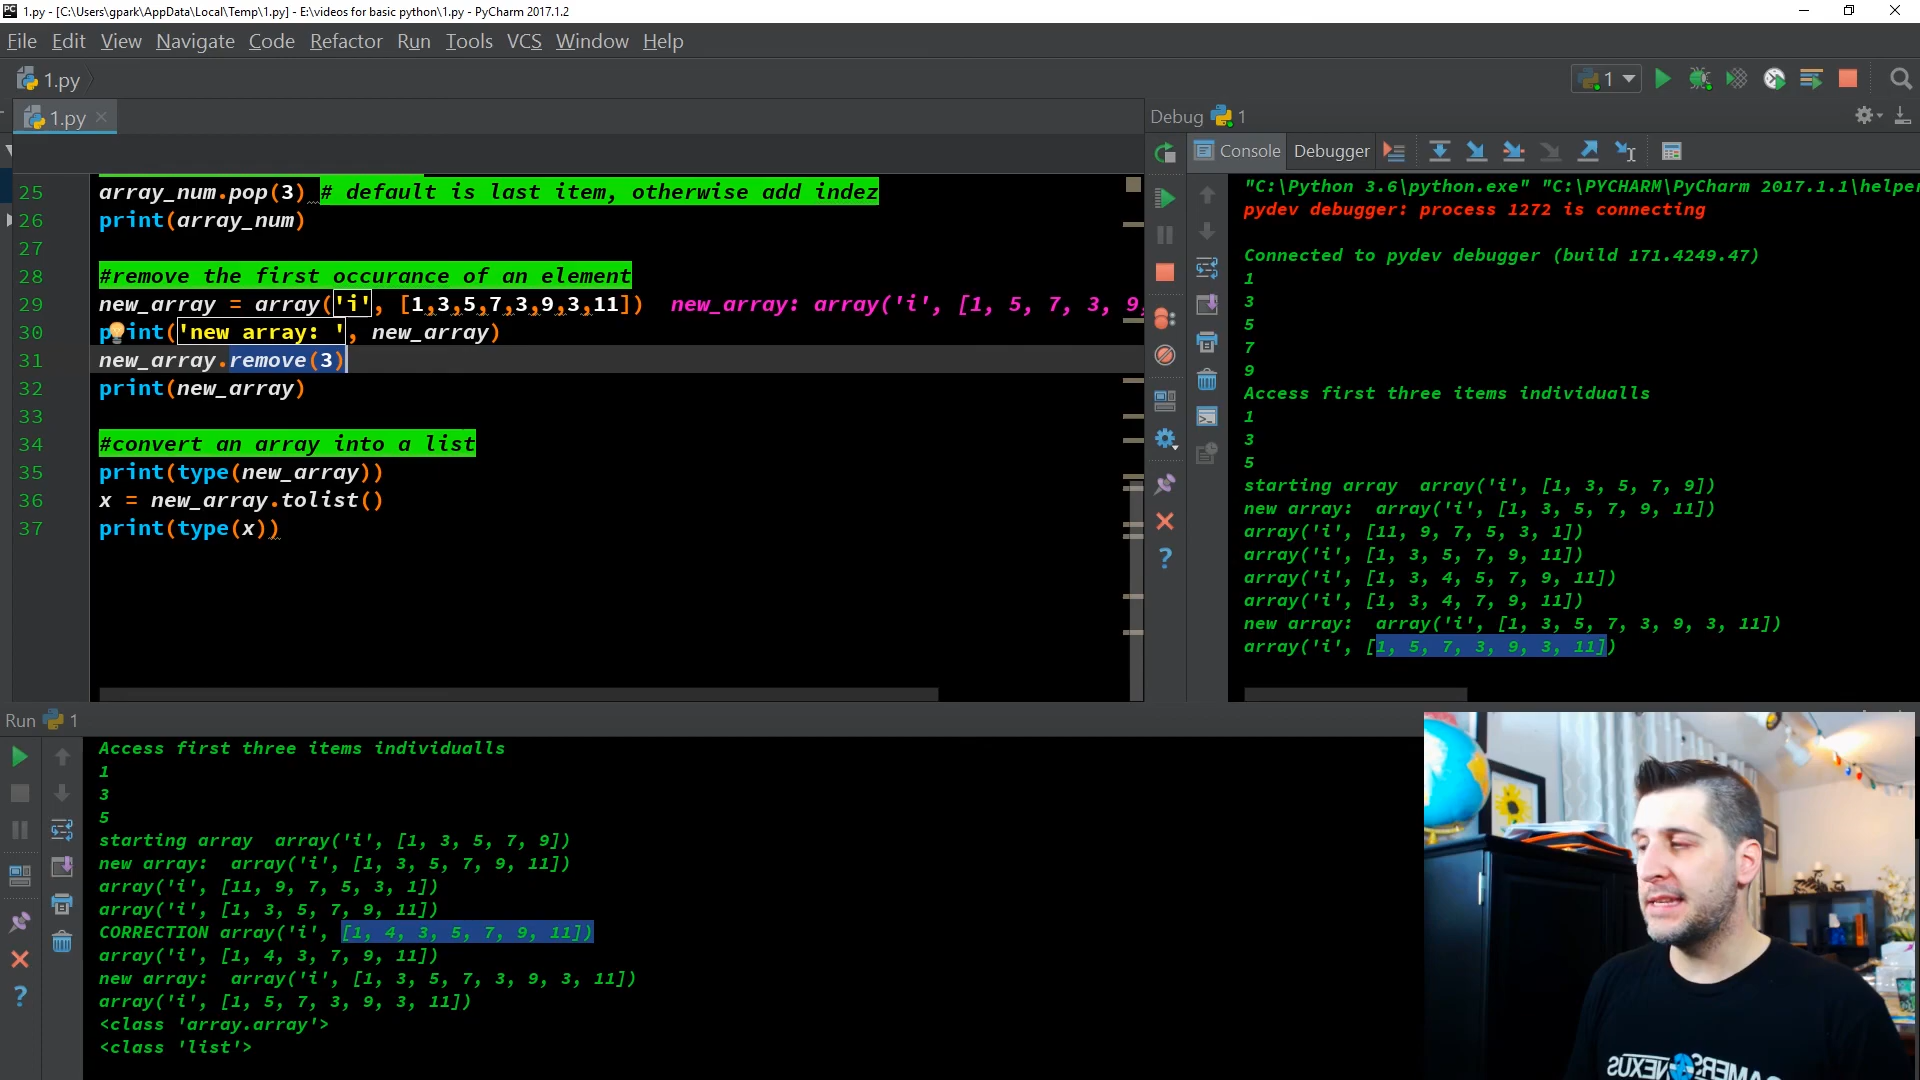 1.py - [C:\Users\gpark\AppData\Local\Temp\1.py] - E:\videos for basic python\1.py - PyCharm 2017.1.2
File Edit View Navigate Code Refactor Run Tools VCS Window Help
1.py
1
1.py
25 array_num.pop(3) # default is last item, otherwise add indez
26 print(array_num)
27
28 #remove the first occurance of an element
29 new_array = array('i', [1,3,5,7,3,9,3,11]) new_array: array('i', [1, 5, 7, 3, 9,
30 print('new array: ', new_array)
31 new_array.remove(3)
32 print(new_array)
33
34 #convert an array into a list
35 print(type(new_array))
36 x = new_array.tolist()
37 print(type(x))
Debug 1
Console Debugger
"C:\Python 3.6\python.exe" "C:\PYCHARM\PyCharm 2017.1.1\helper
pydev debugger: process 1272 is connecting
Connected to pydev debugger (build 171.4249.47)
1
3
5
7
9
Access first three items individualls
1
3
5
starting array array('i', [1, 3, 5, 7, 9])
new array: array('i', [1, 3, 5, 7, 9, 11])
array('i', [11, 9, 7, 5, 3, 1])
array('i', [1, 3, 5, 7, 9, 11])
array('i', [1, 3, 4, 5, 7, 9, 11])
array('i', [1, 3, 4, 7, 9, 11])
new array: array('i', [1, 3, 5, 7, 3, 9, 3, 11])
array('i', [1, 5, 7, 3, 9, 3, 11])
Run 1
Access first three items individualls
1
3
5
starting array array('i', [1, 3, 5, 7, 9])
new array: array('i', [1, 3, 5, 7, 9, 11])
array('i', [11, 9, 7, 5, 3, 1])
array('i', [1, 3, 5, 7, 9, 11])
CORRECTION array('i', [1, 4, 3, 5, 7, 9, 11])
array('i', [1, 4, 3, 7, 9, 11])
new array: array('i', [1, 3, 5, 7, 3, 9, 3, 11])
array('i', [1, 5, 7, 3, 9, 3, 11])
<class 'array.array'>
<class 'list'>
GAMERS NEXUS